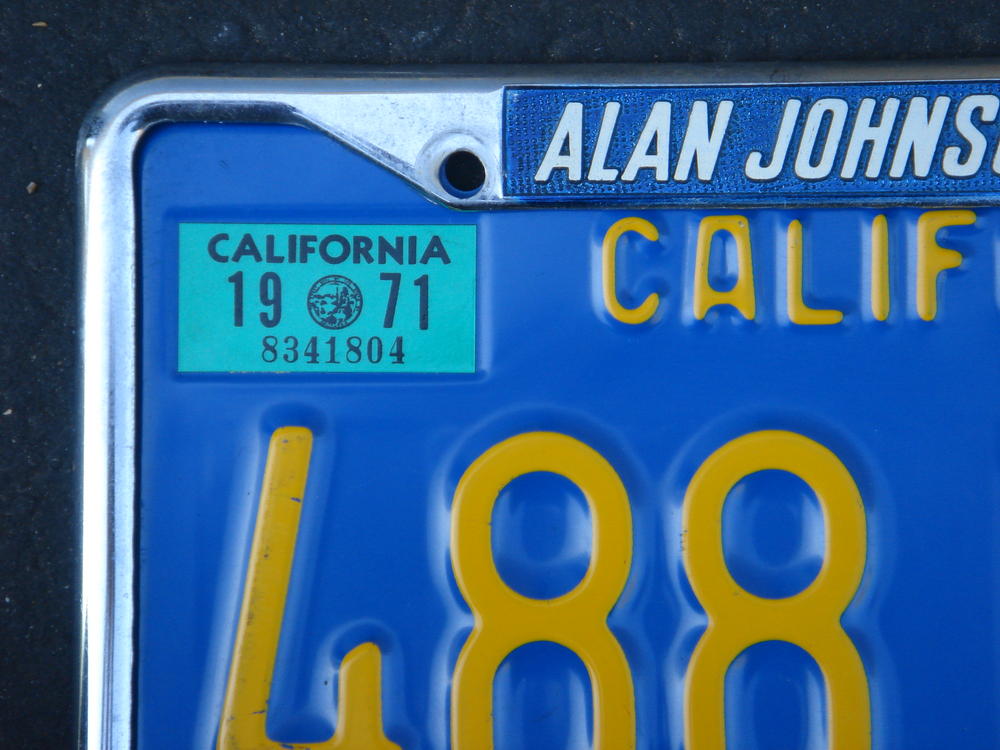 ALAN JOHNS
CALIFORNIA
19 71
8341804
CALIF
488